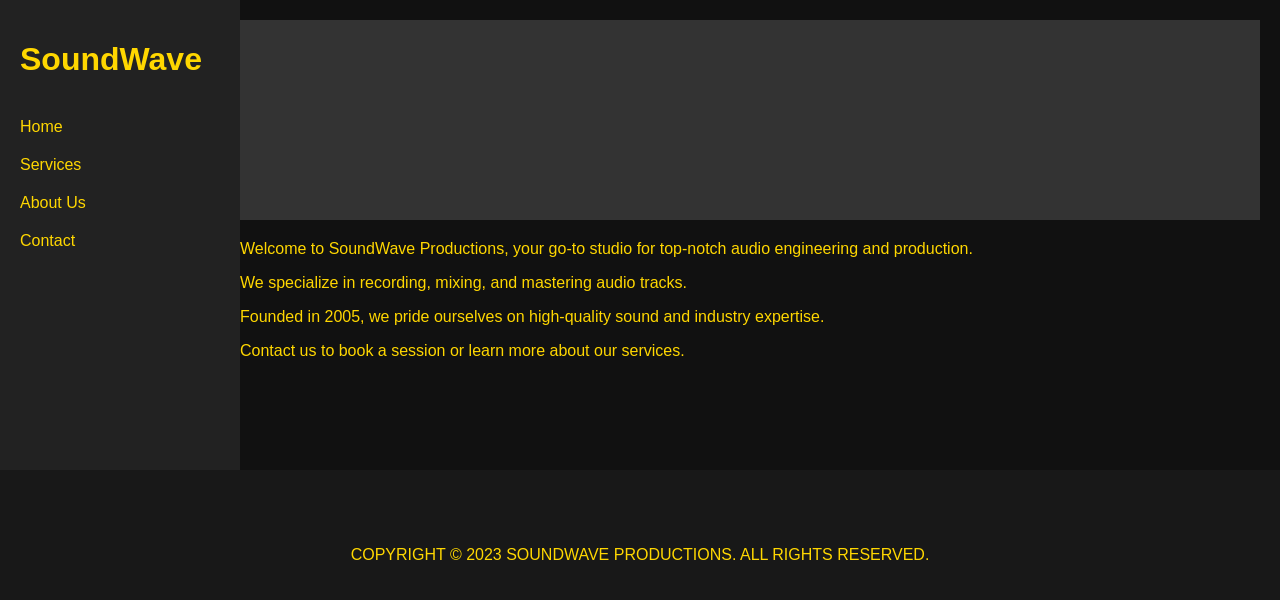 SoundWave
Home
Services
About Us
Contact
Welcome to SoundWave Productions, your go-to studio for top-notch audio engineering and production.
We specialize in recording, mixing, and mastering audio tracks.
Founded in 2005, we pride ourselves on high-quality sound and industry expertise.
Contact us to book a session or learn more about our services.
COPYRIGHT © 2023 SOUNDWAVE PRODUCTIONS. ALL RIGHTS RESERVED.